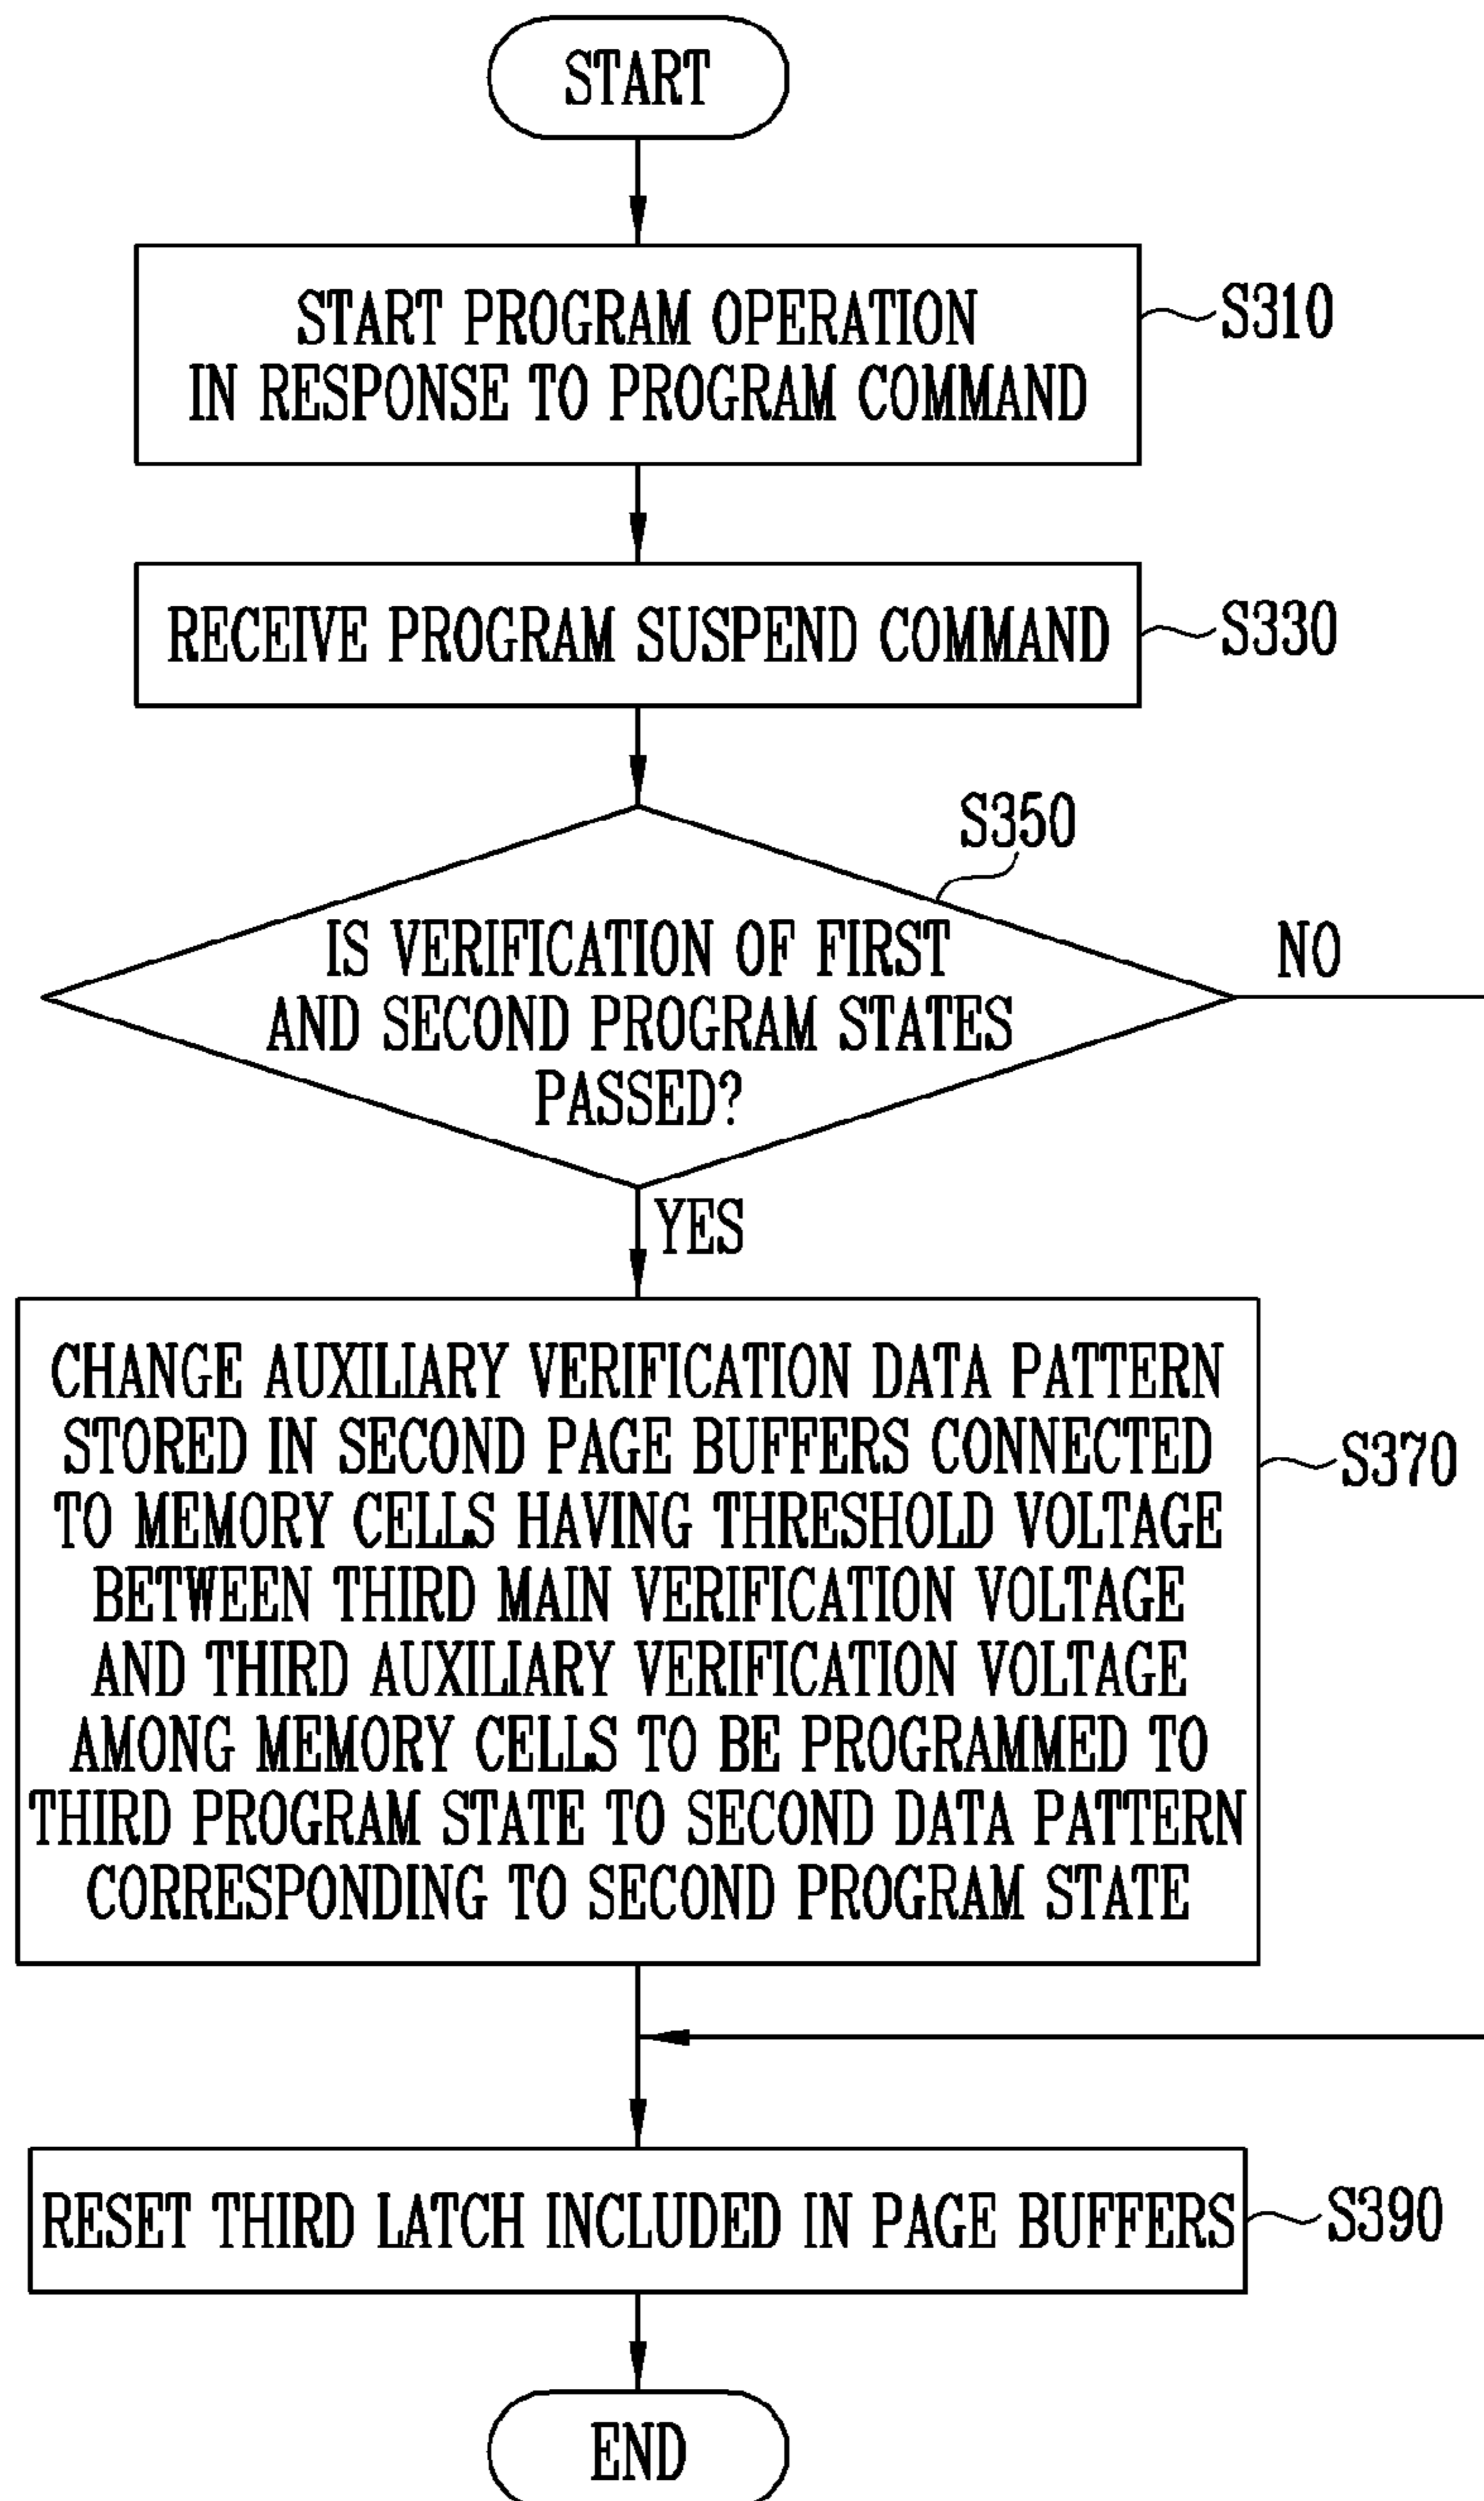 START
START PROGRAM OPERATION
IN RESPONSE TO PROGRAM COMMAND
S310
RECEIVE PROGRAM SUSPEND COMMAND
S330
S350
IS VERIFICATION OF FIRST
AND SECOND PROGRAM STATES
PASSED?
NO
YES
CHANGE AUXILIARY VERIFICATION DATA PATTERN
STORED IN SECOND PAGE BUFFERS CONNECTED
TO MEMORY CELLS HAVING THRESHOLD VOLTAGE
BETWEEN THIRD MAIN VERIFICATION VOLTAGE
AND THIRD AUXILIARY VERIFICATION VOLTAGE
AMONG MEMORY CELLS TO BE PROGRAMMED TO
THIRD PROGRAM STATE TO SECOND DATA PATTERN
CORRESPONDING TO SECOND PROGRAM STATE
S370
RESET THIRD LATCH INCLUDED IN PAGE BUFFERS
S390
END